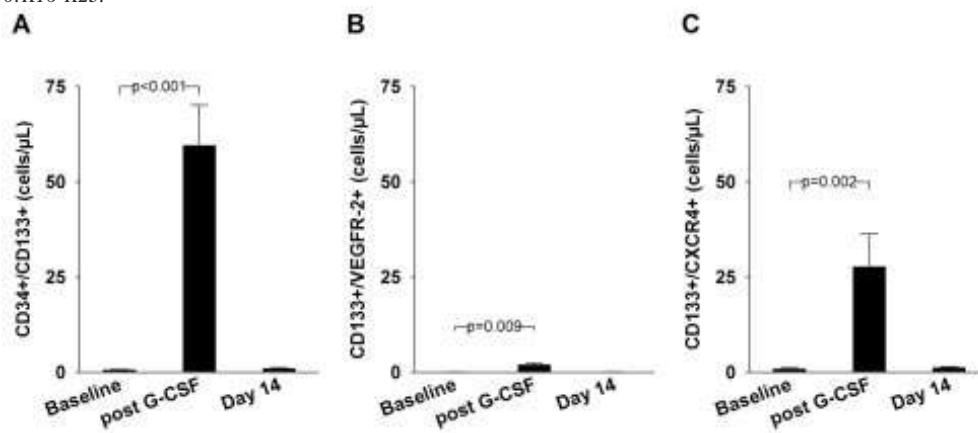 A
B
C
CD34+/CD133+ (cells/µL)
75
50
25
0
p<0.001
Baseline
post G-CSF
Day 14
CD133+/VEGFR-2+ (cells/µL)
75
50
25
0
p=0.009
Baseline
post G-CSF
Day 14
CD133+/CXCR4+ (cells/µL)
75
50
25
0
p=0.002
Baseline
post G-CSF
Day 14